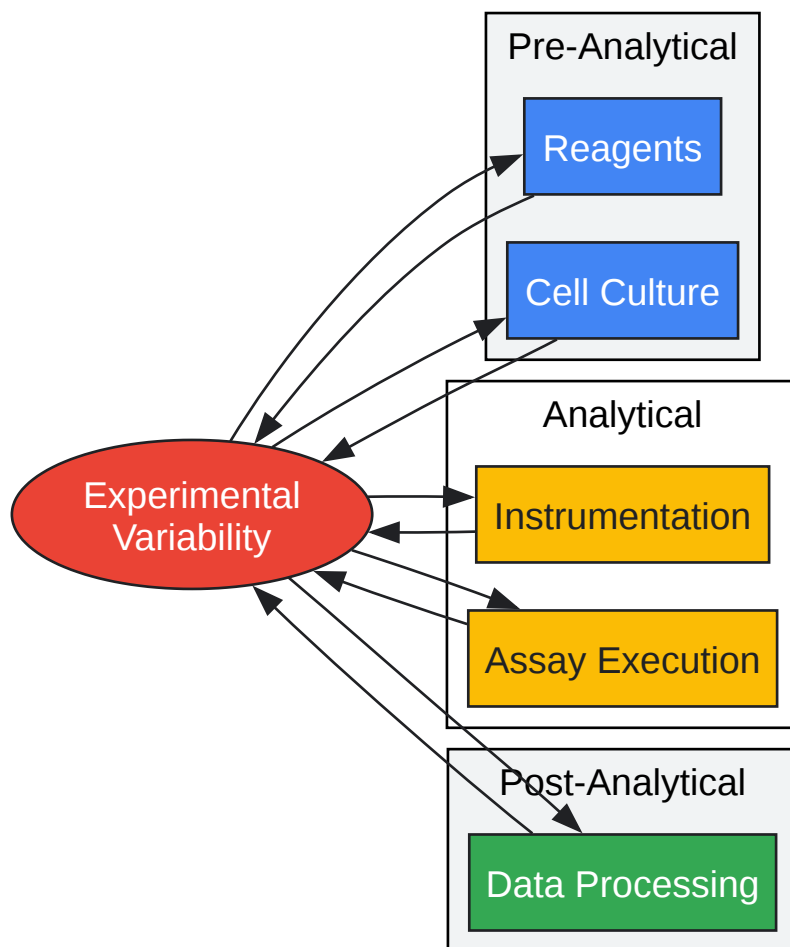 Pre-Analytical
Reagents
Cell Culture
Analytical
Experimental
Variability
Instrumentation
Assay Execution
Post-Analytical
Data Processing